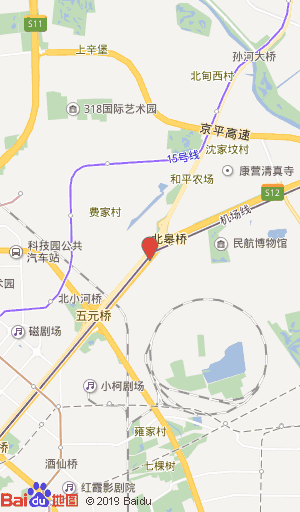 S11
上辛堡
孙河大桥
北甸西村
318国际艺术园
京平高速
沈家坟村
15号线
康营清真寺
和平农场
S12
费家村
机场线
北皋桥
科技园公共
汽车站
民航博物馆
术园
北小河桥
五元桥
磁剧场
小柯剧场
雍家村
桥
酒仙桥
七棵树
红霞影剧院
Bai du 地图
© 2019 Baidu